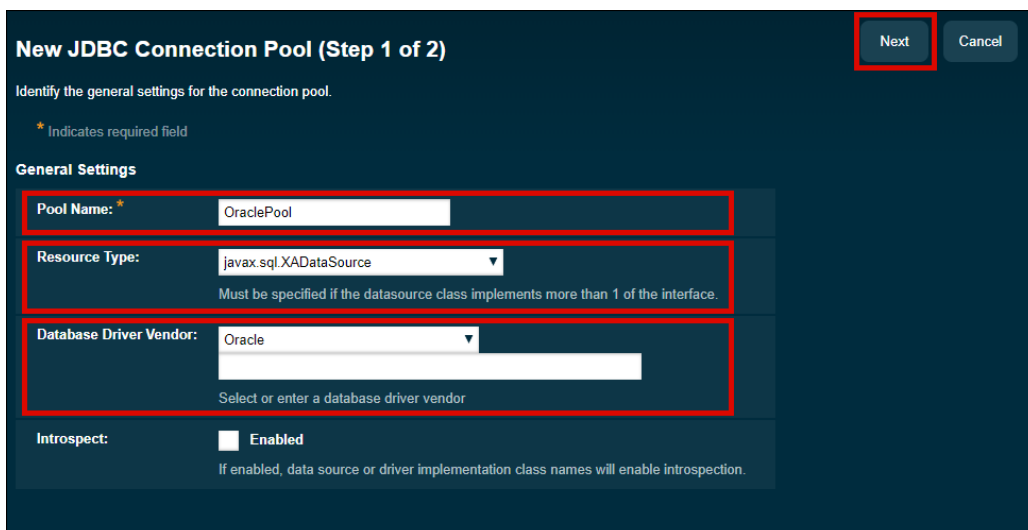 New JDBC Connection Pool (Step 1 of 2)
Next
Cancel
Identify the general settings for the connection pool.
* Indicates required field
General Settings
Pool Name: *
OraclePool
Resource Type:
javax.sql.XADataSource
Must be specified if the datasource class implements more than 1 of the interface.
Database Driver Vendor:
Oracle
Select or enter a database driver vendor
Introspect:
Enabled
If enabled, data source or driver implementation class names will enable introspection.